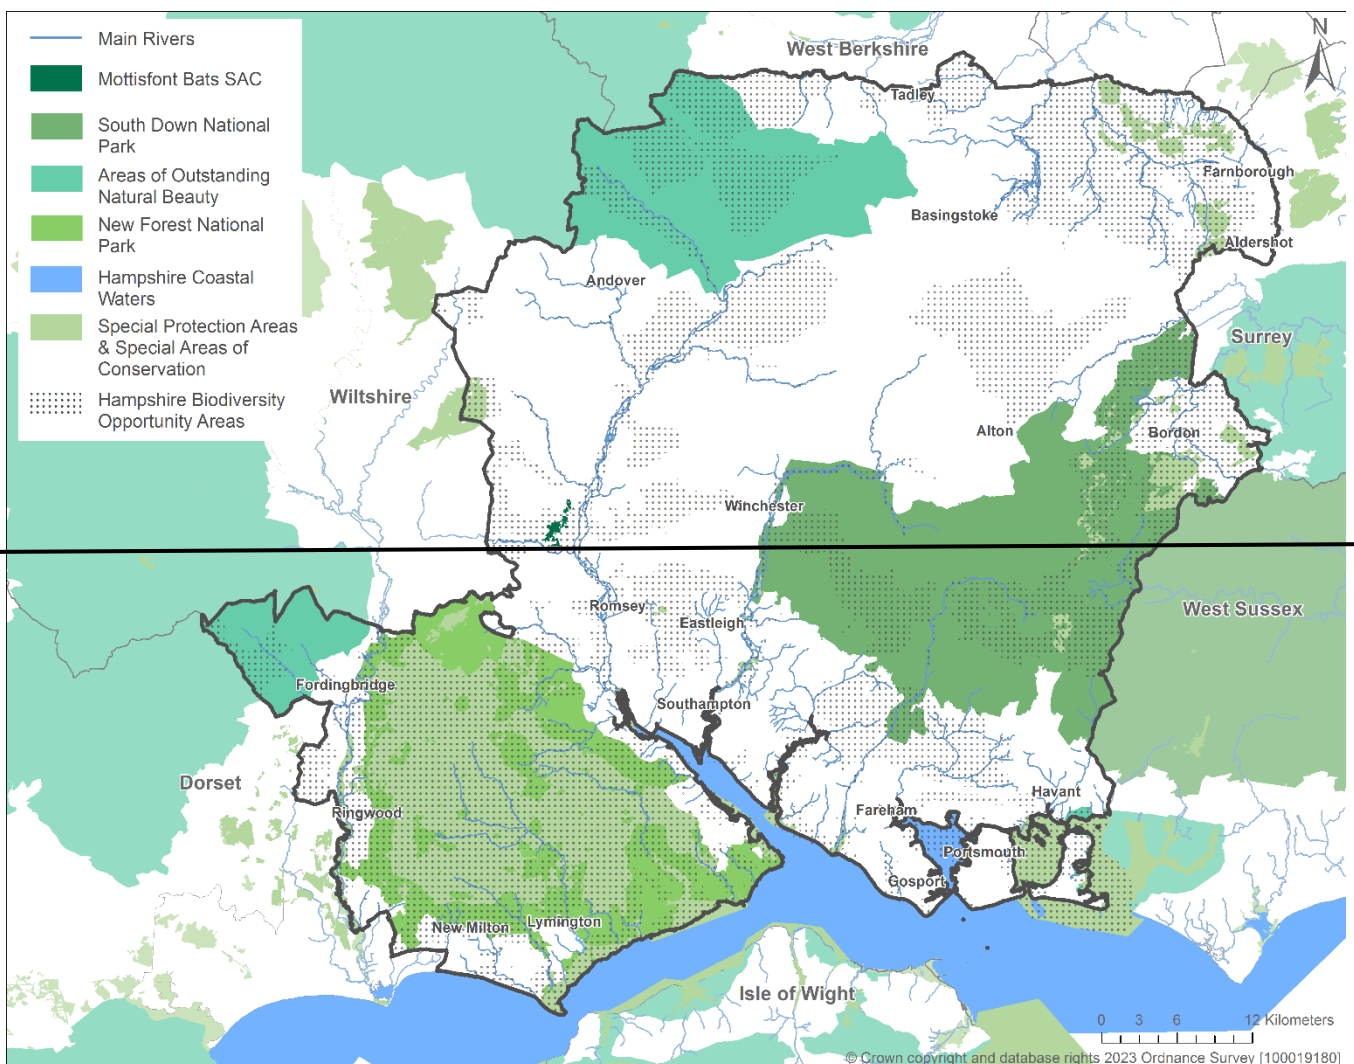 Main Rivers
Mottisfont Bats SAC
South Down National
Park
Areas of Outstanding
Natural Beauty
New Forest National
Park
Hampshire Coastal
Waters
Special Protection Areas
& Special Areas of
Conservation
Hampshire Biodiversity
Opportunity Areas
N
West Berkshire
Tadley
Farnborough
Basingstoke
Aldershot
Andover
Surrey
Wiltshire
Alton
Bordon
Winchester
Romsey
West Sussex
Eastleigh
Fordingbridge
Southampton
Dorset
Havant
Ringwood
Fareham
Portsmouth
Gosport
Lymington
New Milton
Isle of Wight
0 3 6 12 Kilometers
© Crown copyright and database rights 2023 Ordnance Survey [100019180]